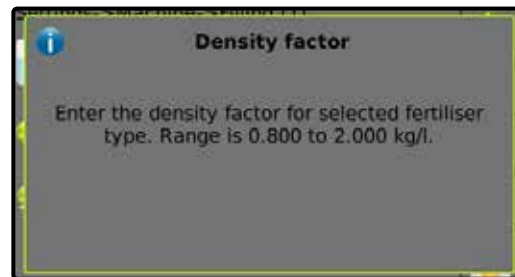 Density factor
Enter the density factor for selected fertiliser
type. Range is 0.800 to 2.000 kg/l.